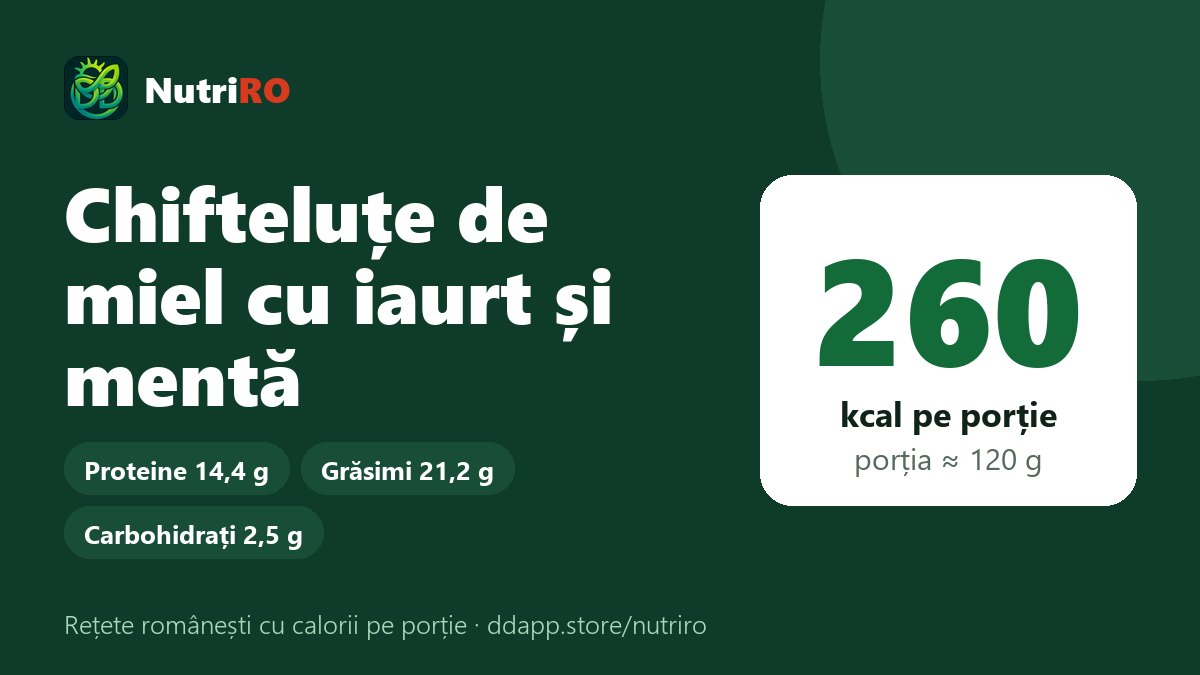 NutriRO
Chifteluțe de
miel cu iaurt și
mentă
Proteine 14,4 g
Grăsimi 21,2 g
Carbohidrați 2,5 g
260
kcal pe porție
porția ≈ 120 g
Rețete românești cu calorii pe porție · ddapp.store/nutriro